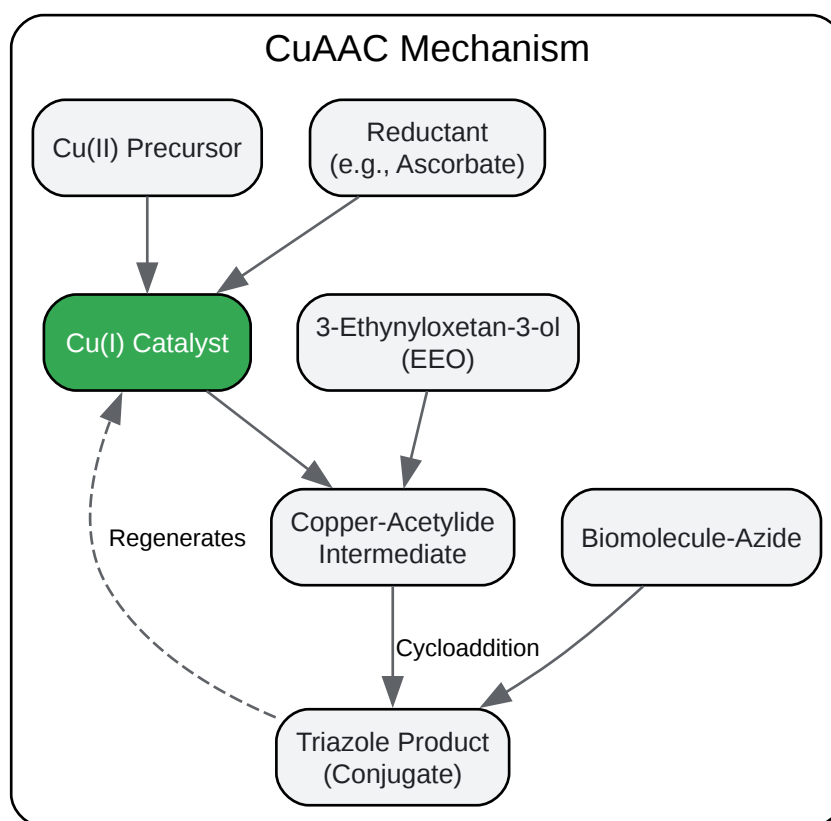 CuAAC Mechanism
Cu(II) Precursor
Reductant
(e.g., Ascorbate)
Cu(I) Catalyst
3-Ethynyloxetan-3-ol
(EEO)
Regenerates
Copper-Acetylide
Intermediate
Biomolecule-Azide
Cycloaddition
Triazole Product
(Conjugate)